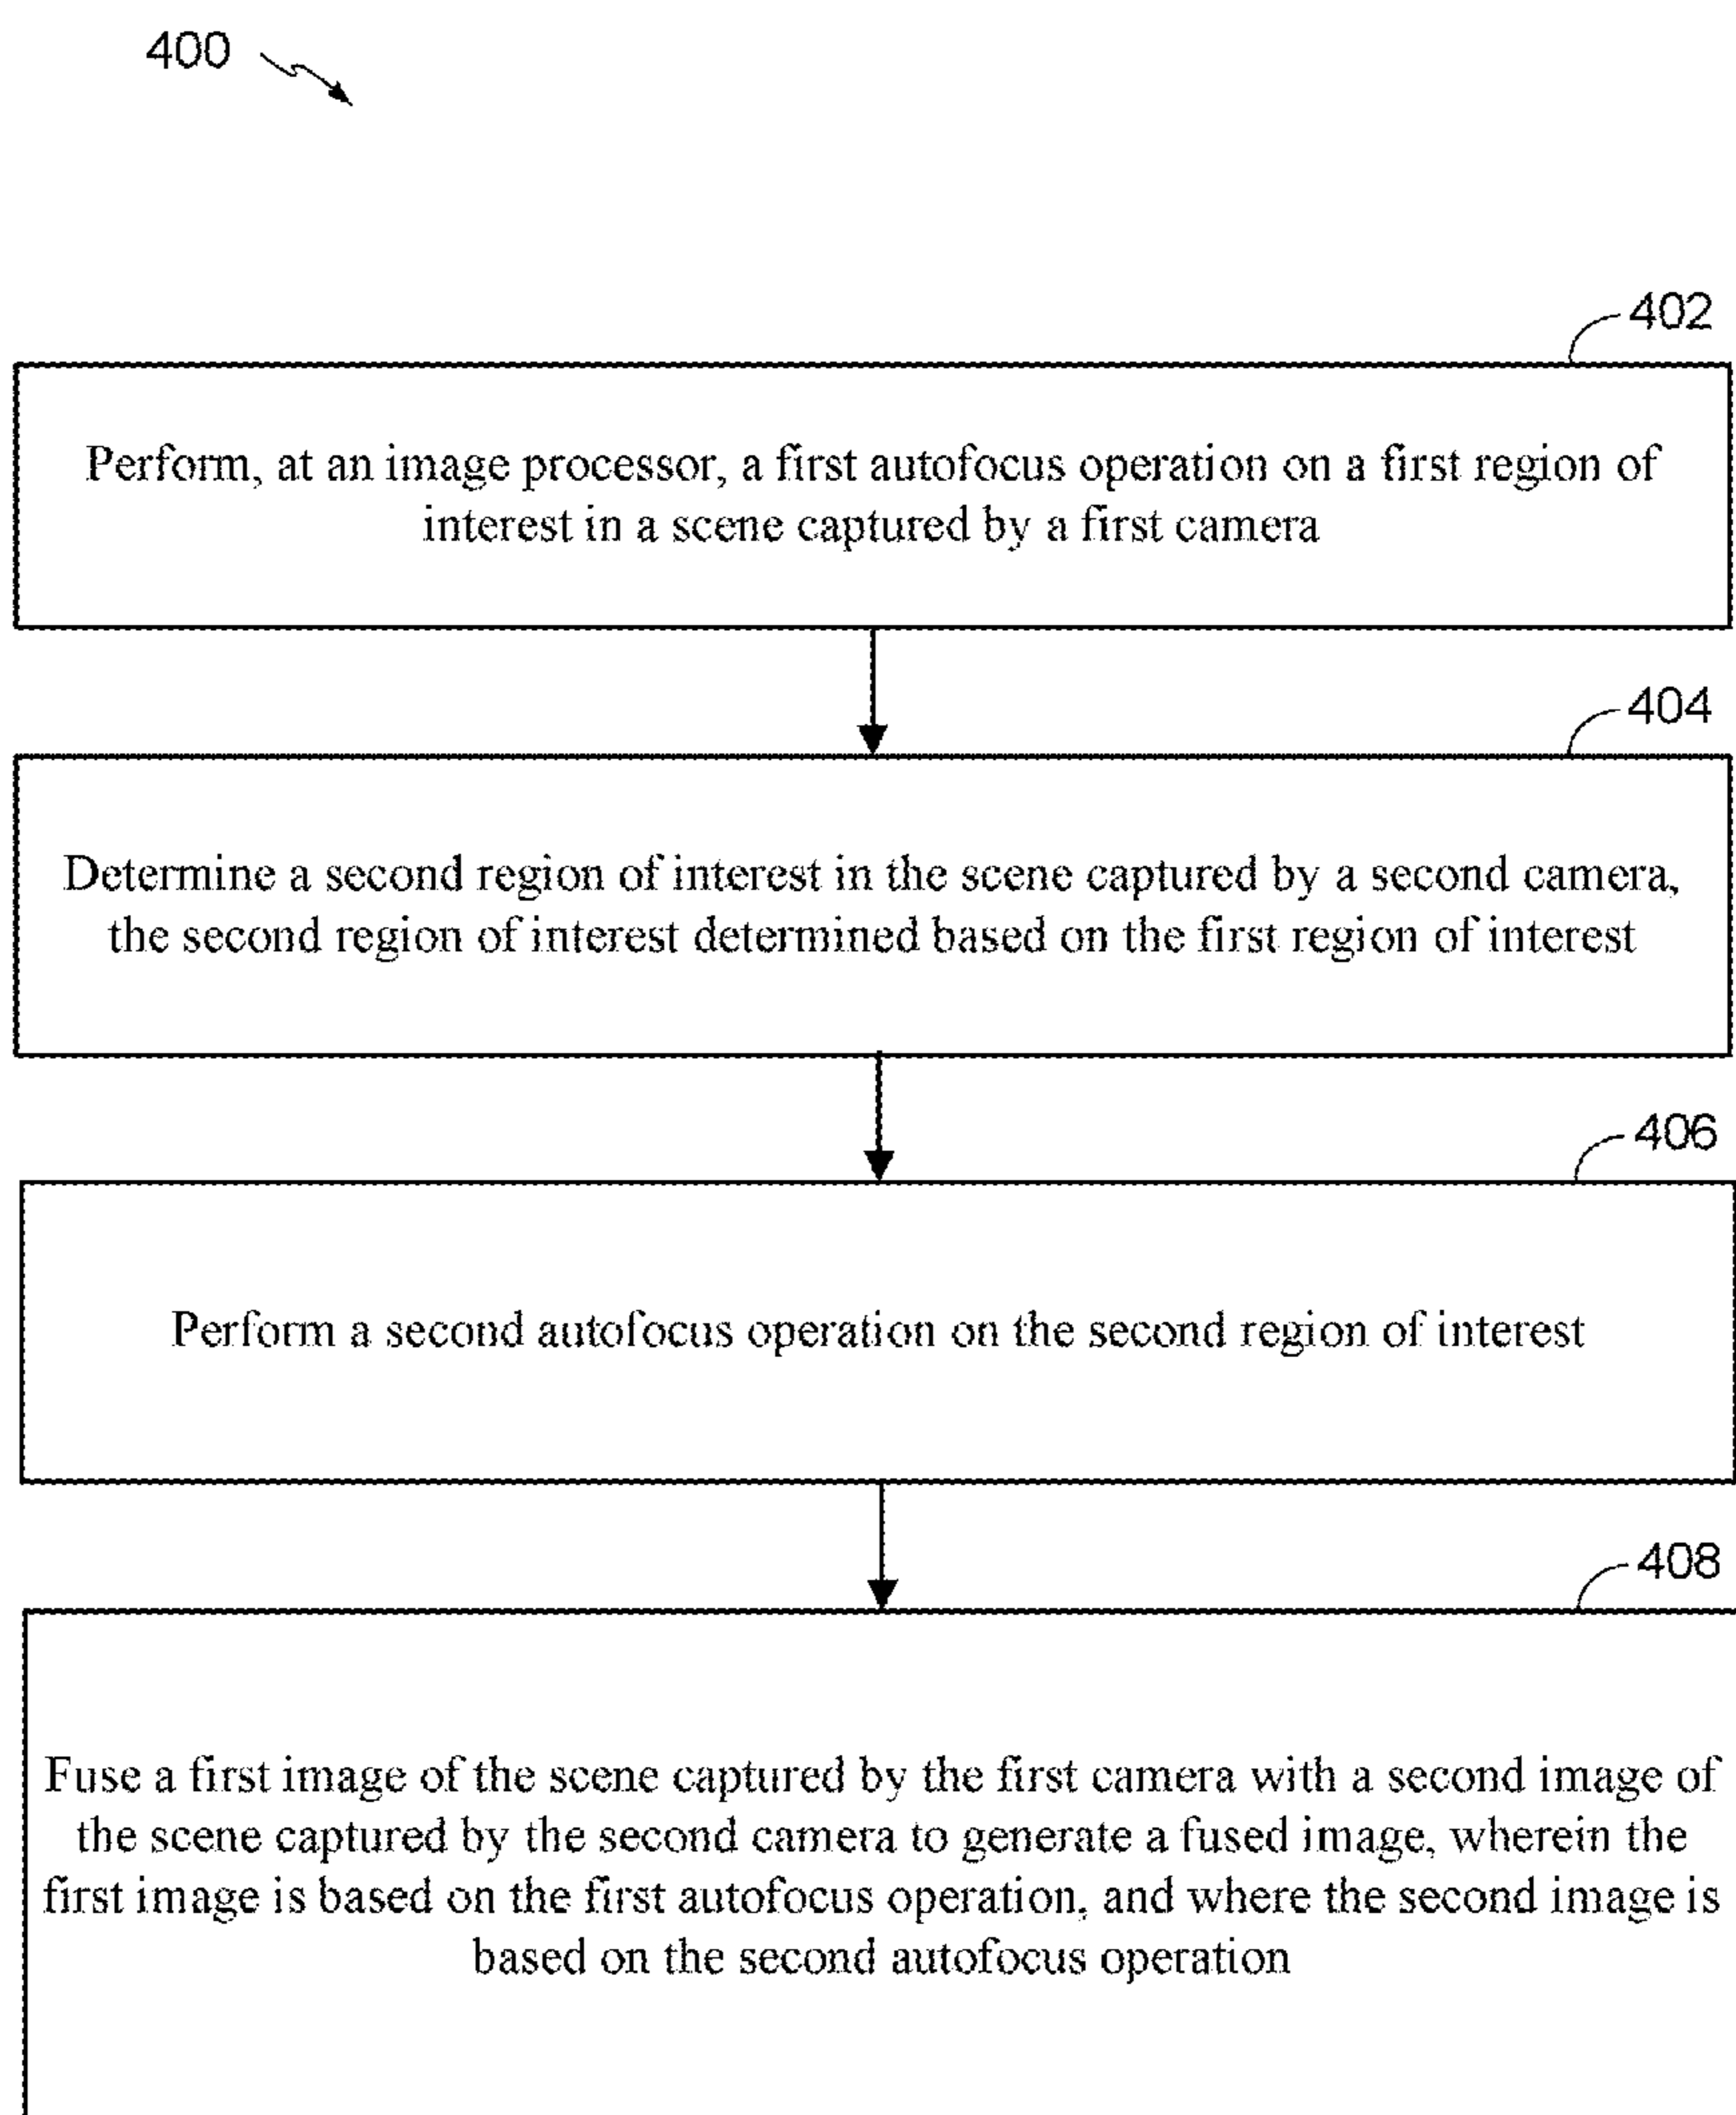 400
402
Perform, at an image processor, a first autofocus operation on a first region of
interest in a scene captured by a first camera
404
Determine a second region of interest in the scene captured by a second camera,
the second region of interest determined based on the first region of interest
406
Perform a second autofocus operation on the second region of interest
408
Fuse a first image of the scene captured by the first camera with a second image of
the scene captured by the second camera to generate a fused image, wherein the
first image is based on the first autofocus operation, and where the second image is
based on the second autofocus operation